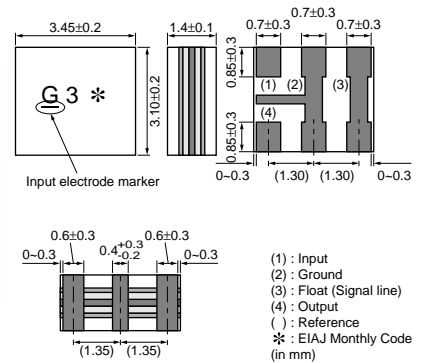 3.45±0.2
1.4±0.1
0.7±0.3
0.7±0.3
0.7±0.3
0.85±0.3
(1)
(2)
(3)
(4)
0.85±0.3
3.10±0.2
G 3 *
Input electrode marker
0~0.3
(1.30)
(1.30)
0~0.3
0.6±0.3
0.6±0.3
0~0.3
0.4+0.3-0.2
0~0.3
(1.35)
(1.35)
(1) : Input
(2) : Ground
(3) : Float (Signal line)
(4) : Output
( ) : Reference
* : EIAJ Monthly Code
(in mm)